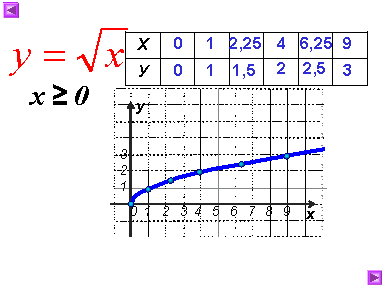 y = √x
x ≥ 0
X 0 1 2,25 4 6,25 9
y 0 1 1,5 2 2,5 3
y
3
2
1
0 1 2 3 4 5 6 7 8 9 x